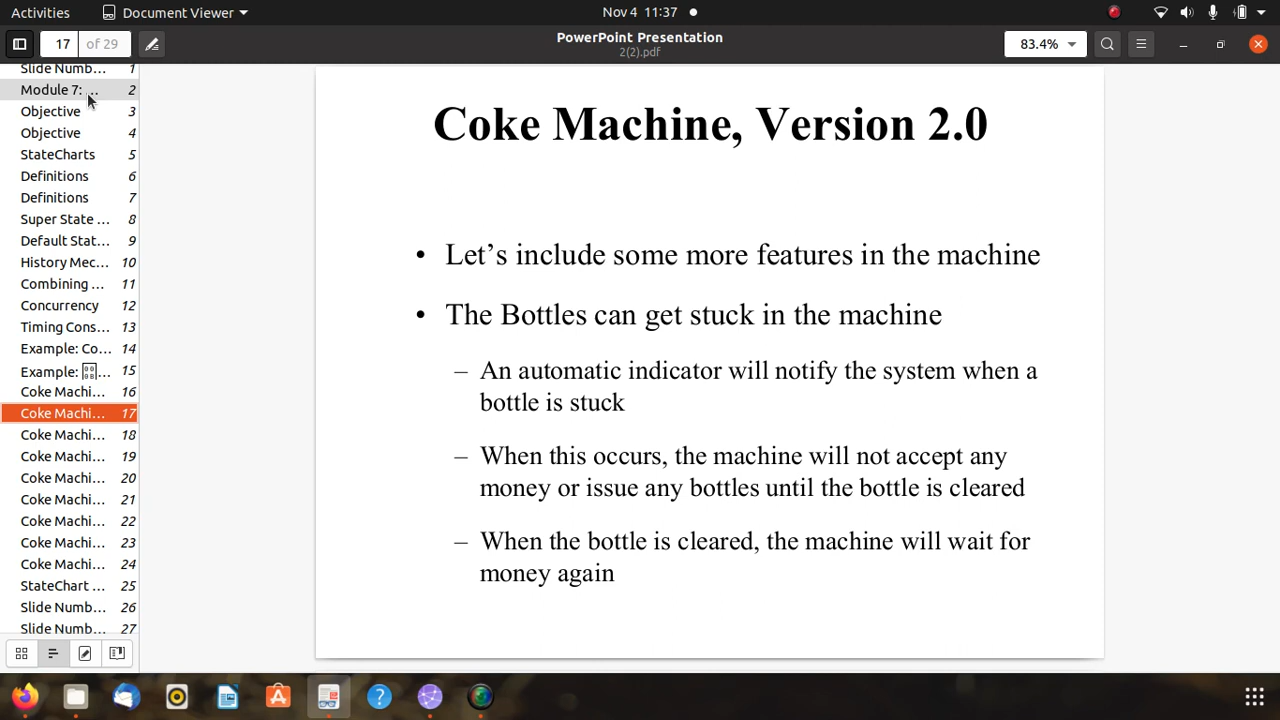 Activities
Document Viewer
Nov 4 11:37
17 of 29
PowerPoint Presentation
2(2).pdf
83.4%
Slide Numb... 1
Module 7: ... 2
Objective 3
Objective 4
StateCharts 5
Definitions 6
Definitions 7
Super State ... 8
Default Stat... 9
History Mec... 10
Combining ... 11
Concurrency 12
Timing Cons... 13
Example: Co... 14
Example: ... 15
Coke Machi... 16
Coke Machi... 17
Coke Machi... 18
Coke Machi... 19
Coke Machi... 20
Coke Machi... 21
Coke Machi... 22
Coke Machi... 23
Coke Machi... 24
StateChart ... 25
Slide Numb... 26
Slide Numb... 27
Coke Machine, Version 2.0
• Let’s include some more features in the machine
• The Bottles can get stuck in the machine
– An automatic indicator will notify the system when a
bottle is stuck
– When this occurs, the machine will not accept any
money or issue any bottles until the bottle is cleared
– When the bottle is cleared, the machine will wait for
money again